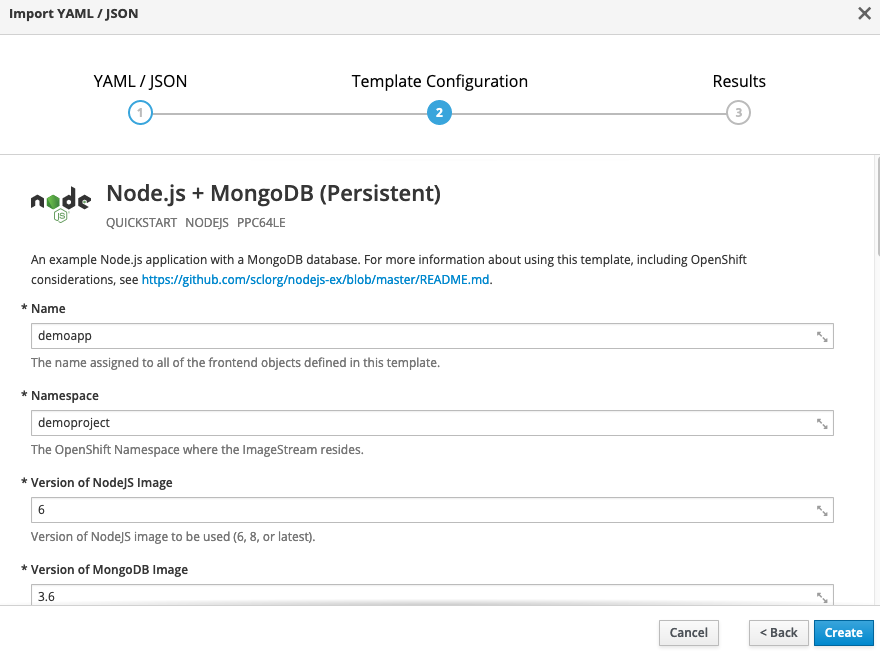 Import YAML / JSON
YAML / JSON
Template Configuration
Results
1
2
3
node
JS
Node.js + MongoDB (Persistent)
QUICKSTART NODEJS PPC64LE
An example Node.js application with a MongoDB database. For more information about using this template, including OpenShift
considerations, see https://github.com/sclorg/nodejs-ex/blob/master/README.md.
* Name
demoapp
The name assigned to all of the frontend objects defined in this template.
* Namespace
demoproject
The OpenShift Namespace where the ImageStream resides.
* Version of NodeJS Image
6
Version of NodeJS image to be used (6, 8, or latest).
* Version of MongoDB Image
3.6
Cancel
< Back
Create